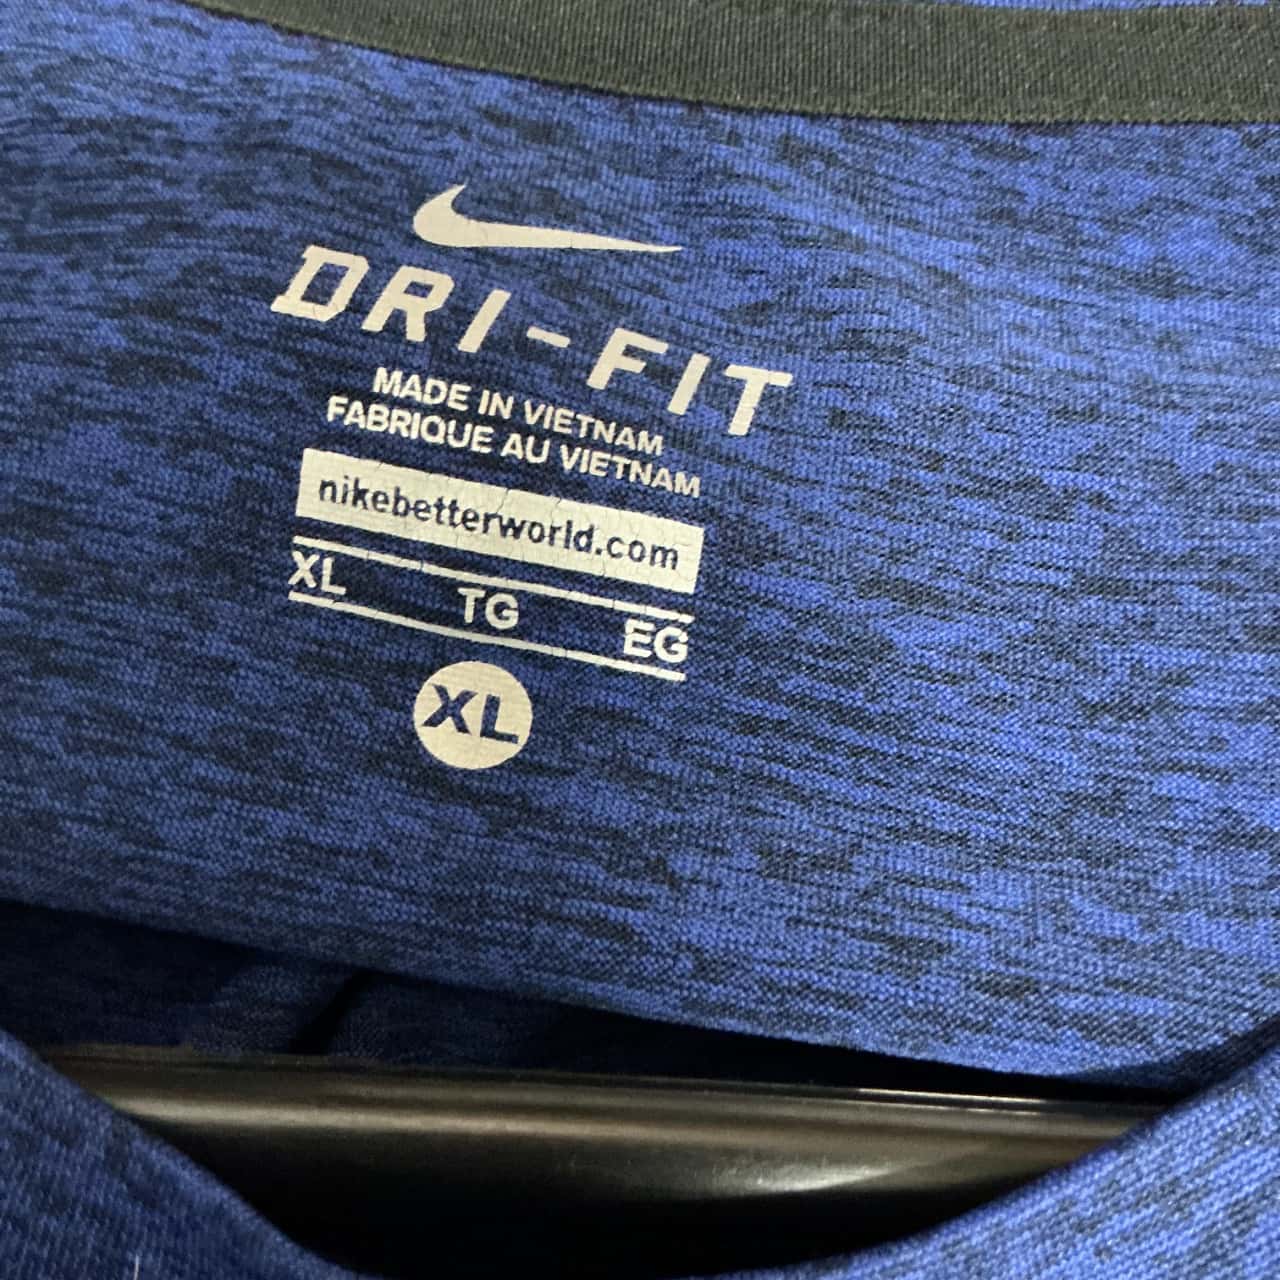 DRI-FIT
MADE IN VIETNAM
FABRIQUE AU VIETNAM
nikebetterworld.com
XL TG EG
XL